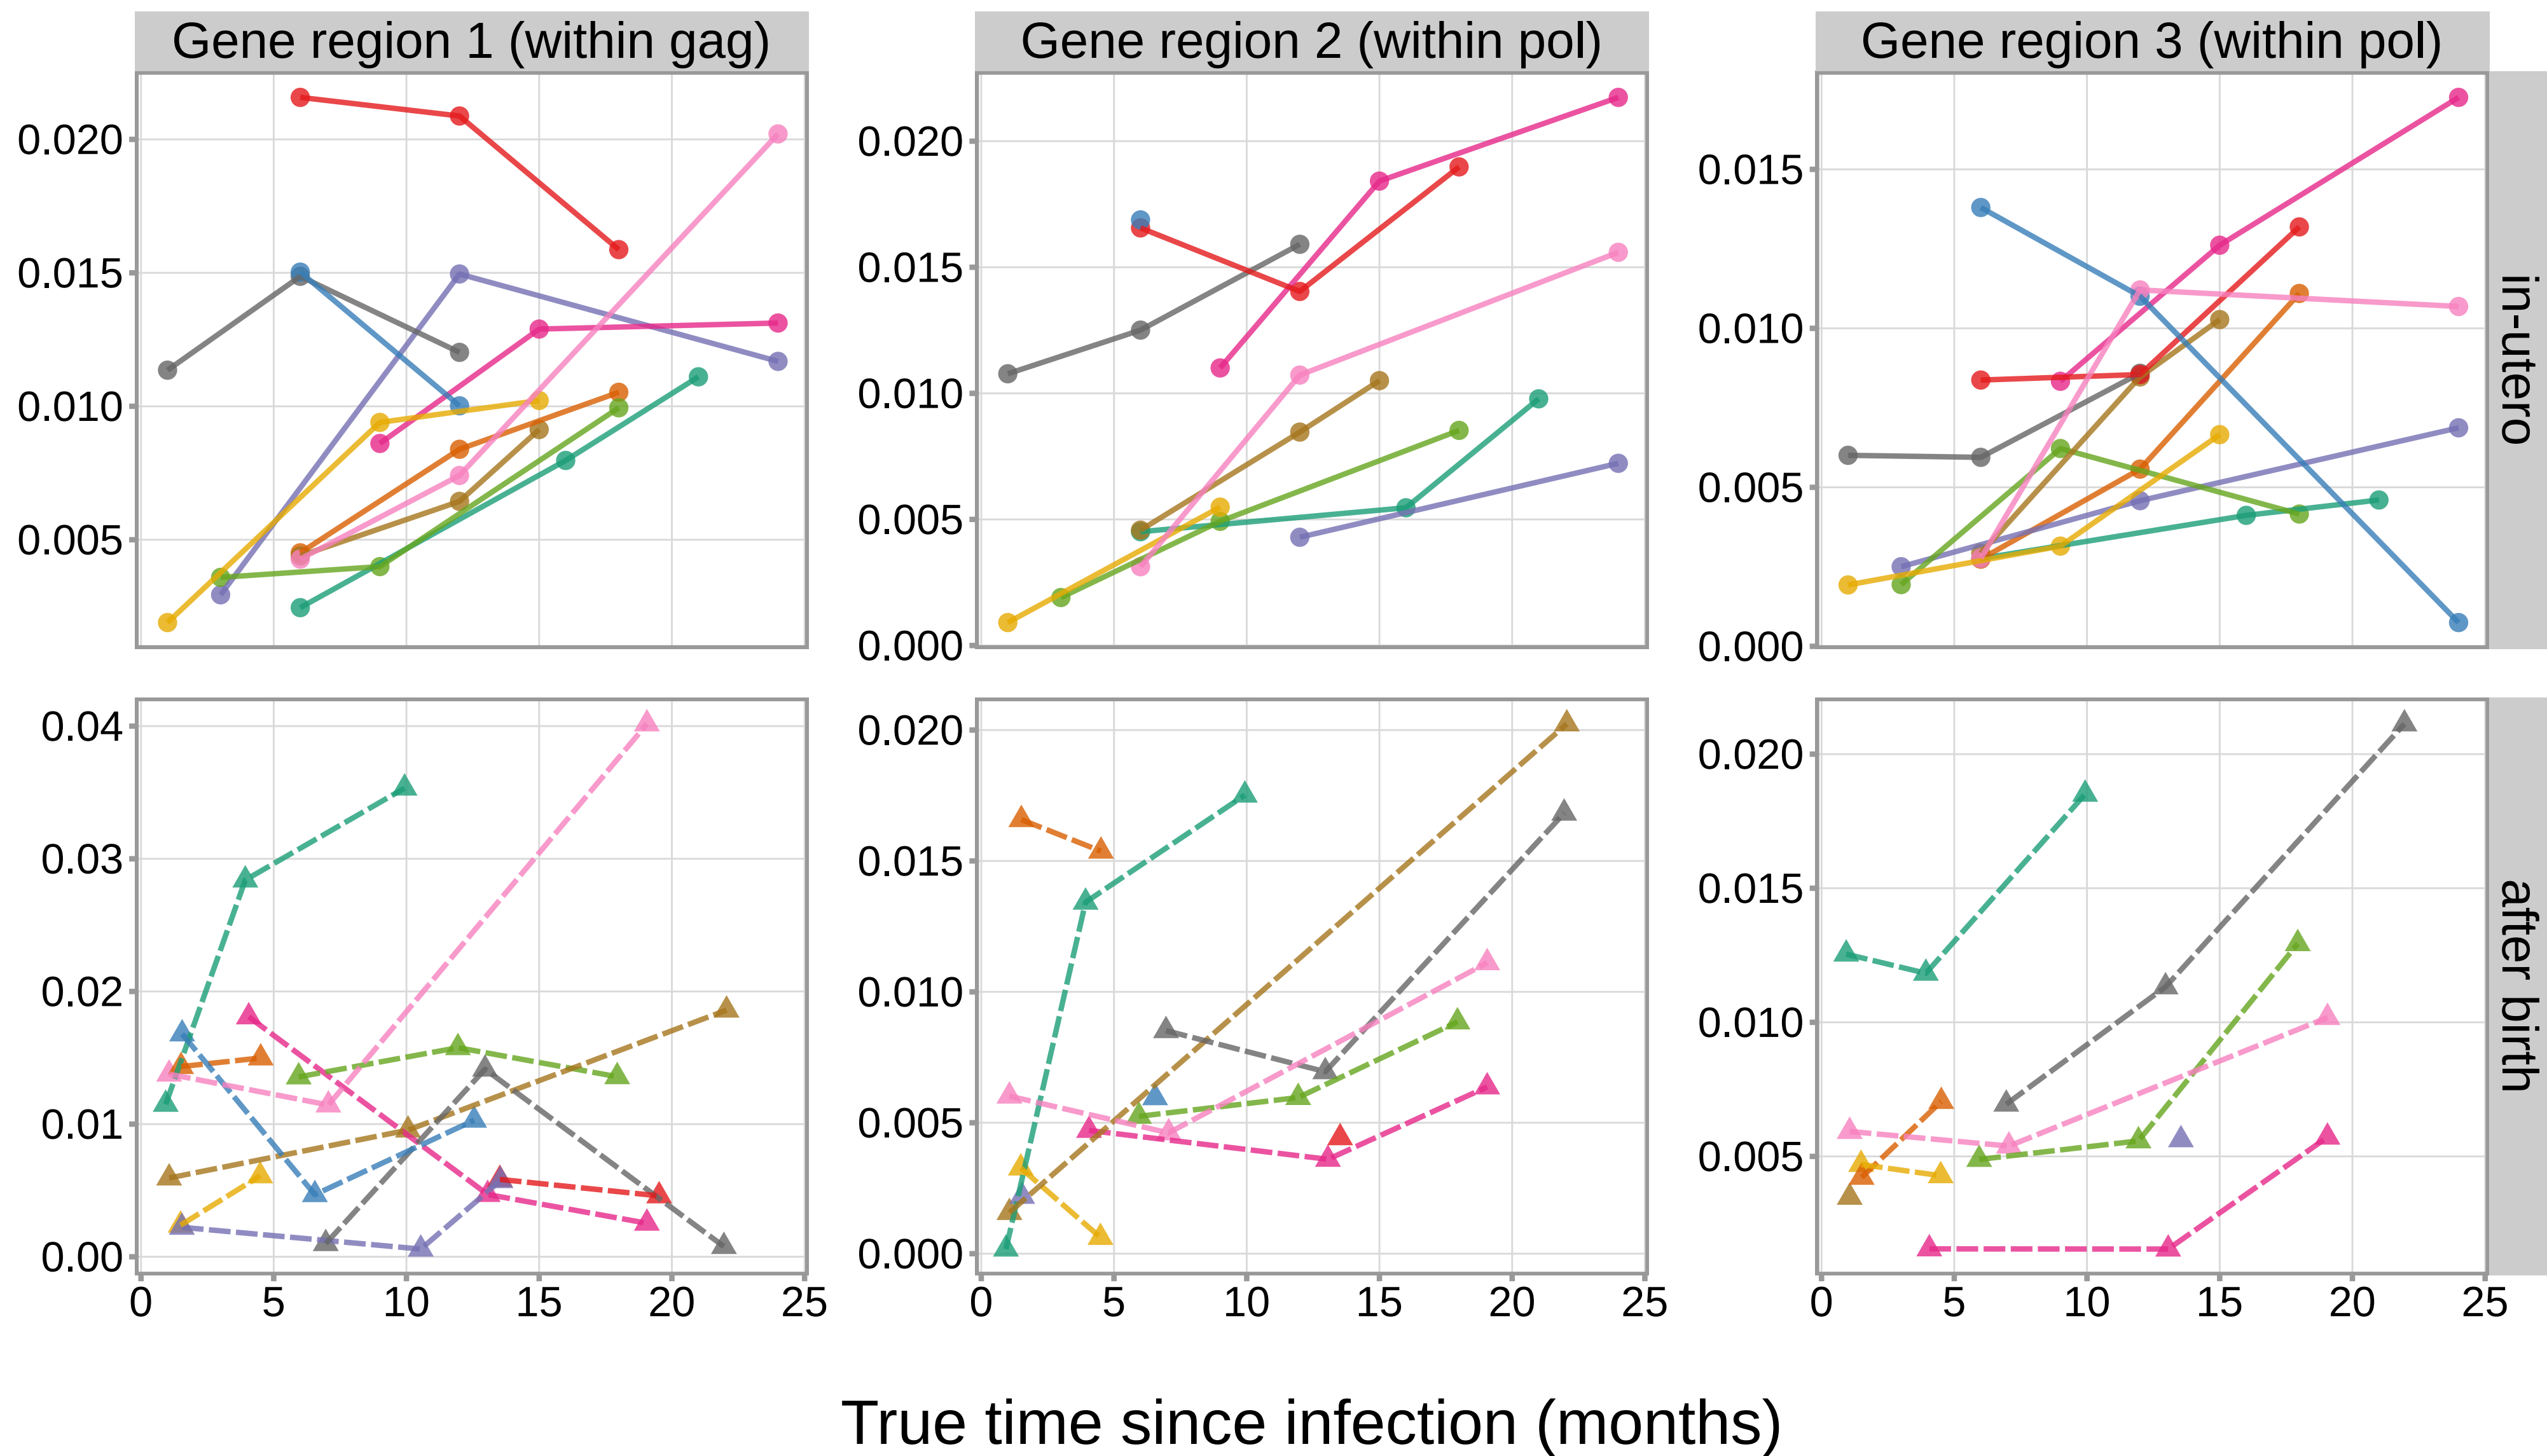 Gene region 1 (within gag) Gene region 2 (within pol) Gene region 3 (within pol)
0.020 0.020 0.015
0.015 0.015 0.010
0.010 0.010 0.005
0.005 0.005 0.000
0.000
in-utero
0.04 0.020 0.020
0.03 0.015 0.015
0.02 0.010 0.010
0.01 0.005 0.005
0.00 0.000
after birth
0 5 10 15 20 25 0 5 10 15 20 25 0 5 10 15 20 25
True time since infection (months)